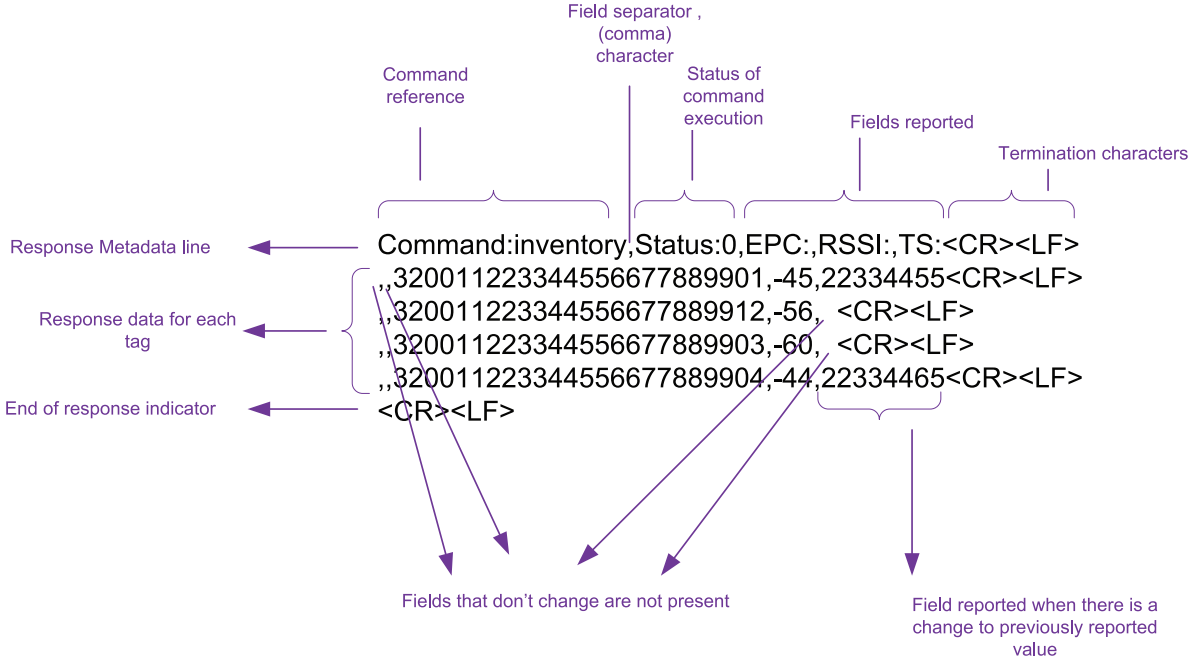 Field separator ,
(comma)
character
Command
reference
Status of
command
execution
Fields reported
Termination characters
Response Metadata line
Command:inventory,Status:0,EPC:,RSSI:,TS:<CR><LF>
,,320011223344556677889901,-45,22334455<CR><LF>
Response data for each
tag
,,320011223344556677889912,-56, <CR><LF>
,,320011223344556677889903,-60, <CR><LF>
,,320011223344556677889904,-44,22334465<CR><LF>
End of response indicator
<CR><LF>
Fields that don’t change are not present
Field reported when there is a
change to previously reported
value